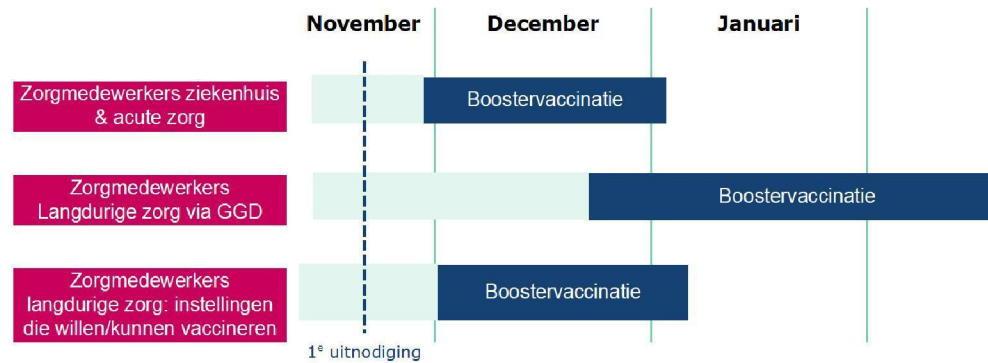 November December Januari
Zorgmedewerkers ziekenhuis
& acute zorg
Boostervaccinatie
Zorgmedewerkers
Langdurige zorg via GGD
Boostervaccinatie
Zorgmedewerkers
langdurige zorg: instellingen
die willen/kunnen vaccineren
Boostervaccinatie
1e uitnodiging